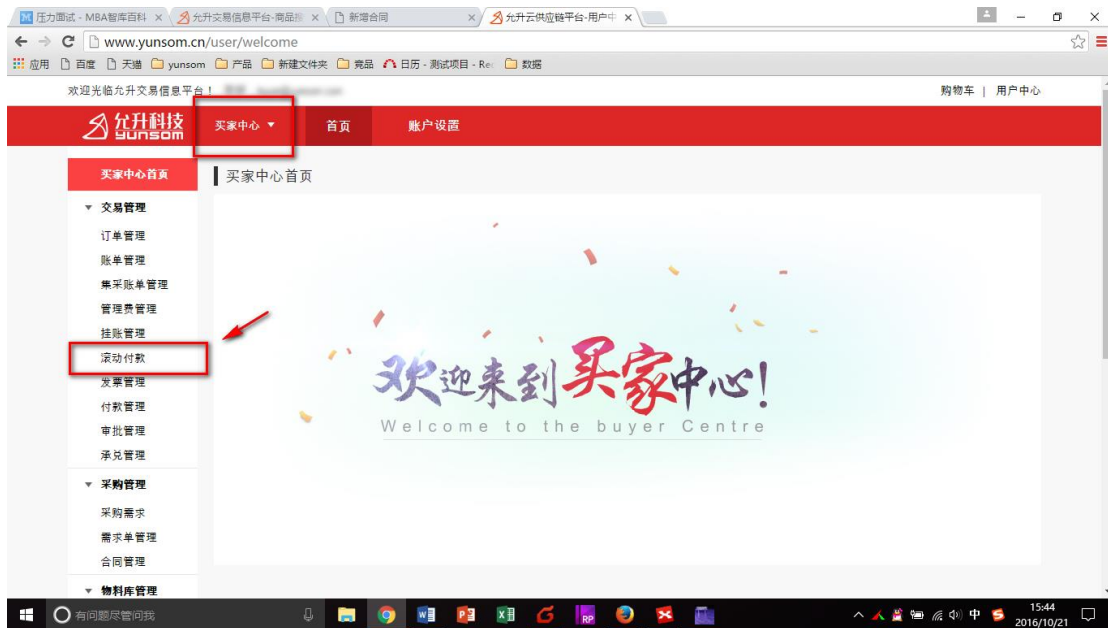 压力面试 - MBA智库百科
允升交易信息平台-商品
新增合同
允升云供应链平台-用户中
www.yunsom.cn/user/welcome
应用 百度 天猫 yunsom 产品 新建文件夹 竞品 日历 - 测试项目 - Re 数据
欢迎光临允升交易信息平台！
购物车 | 用户中心
允升科技
yunsom
买家中心 首页 账户设置
买家中心首页
买家中心首页
交易管理
订单管理
账单管理
集采账单管理
管理费管理
挂账管理
滚动付款
发票管理
付款管理
审批管理
承兑管理
采购管理
采购需求
需求单管理
合同管理
物料库管理
欢迎来到买家中心!
Welcome to the buyer Centre
有问题尽管问我
RP
中
15:44
2016/10/21